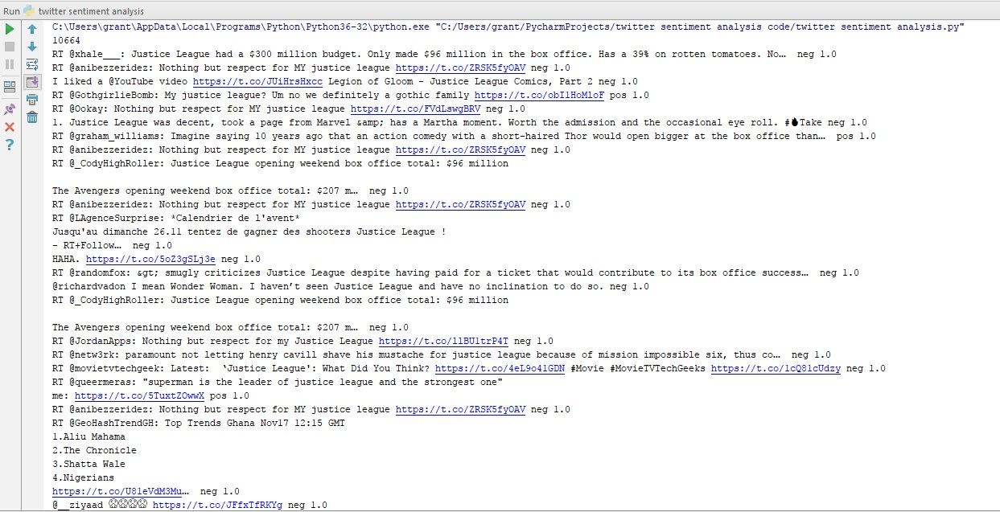 Run twitter sentiment analysis
C:\Users\grant\AppData\Local\Programs\Python\Python36-32\python.exe "C:/Users/grant/PycharmProjects/twitter sentiment analysis code/twitter sentiment analysis.py"
10664
RT @xhale___: Justice League had a $300 million budget. Only made $96 million in the box office. Has a 39% on rotten tomatoes. No… neg 1.0
RT @anibezzeridez: Nothing but respect for MY justice league https://t.co/ZRSK5fyOAV neg 1.0
I liked a @YouTube video https://t.co/JUiHrsHxcc Legion of Gloom - Justice League Comics, Part 2 neg 1.0
RT @GothgirlieBomb: My justice league? Um no we definitely a gothic family https://t.co/obIlHoMloF pos 1.0
RT @Ookay: Nothing but respect for MY justice league https://t.co/FVdLswgBRV neg 1.0
1. Justice League was decent, took a page from Marvel &amp; has a Martha moment. Worth the admission and the occasional eye roll. #🔥Take neg 1.0
RT @graham_williams: Imagine saying 10 years ago that an action comedy with a short-haired Thor would open bigger at the box office than… pos 1.0
RT @anibezzeridez: Nothing but respect for MY justice league https://t.co/ZRSK5fyOAV neg 1.0
RT @_CodyHighRoller: Justice League opening weekend box office total: $96 million
The Avengers opening weekend box office total: $207 m… neg 1.0
RT @anibezzeridez: Nothing but respect for MY justice league https://t.co/ZRSK5fyOAV neg 1.0
RT @LAgenceSurprise: *Calendrier de l'avent*
Jusqu'au dimanche 26.11 tentez de gagner des shooters Justice League !
- RT+Follow… neg 1.0
HAHA. https://t.co/5oZ3gSLj3e neg 1.0
RT @randomfox: &gt; smugly criticizes Justice League despite having paid for a ticket that would contribute to its box office success… neg 1.0
@richardvadon I mean Wonder Woman. I haven’t seen Justice League and have no inclination to do so. neg 1.0
RT @_CodyHighRoller: Justice League opening weekend box office total: $96 million
The Avengers opening weekend box office total: $207 m… neg 1.0
RT @JordanApps: Nothing but respect for my Justice League https://t.co/llBUltrP4T neg 1.0
RT @netw3rk: paramount not letting henry cavill shave his mustache for justice league because of mission impossible six, thus co… neg 1.0
RT @movietvtechgeek: Latest: ‘Justice League': What Did You Think? https://t.co/4eL9o41GDN #Movie #MovieTVTechGeeks https://t.co/lcQ8lcUdzy neg 1.0
RT @queermeras: "superman is the leader of justice league and the strongest one"
me: https://t.co/5TuxtZOwwX pos 1.0
RT @anibezzeridez: Nothing but respect for MY justice league https://t.co/ZRSK5fyOAV neg 1.0
RT @GeoHashTrendGH: Top Trends Ghana Nov17 12:15 GMT
1.Aliu Mahama
2.The Chronicle
3.Shatta Wale
4.Nigerians
https://t.co/U8leVdM3Mu… neg 1.0
@__ziyaad 😭😭😭😭 https://t.co/JFfxTfRKYg neg 1.0